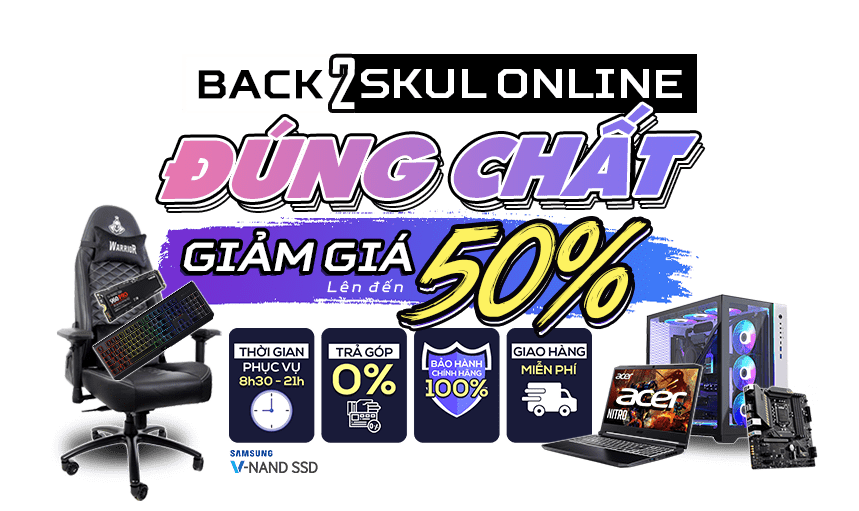 BACK 2 SKUL ONLINE
ĐÚNG CHẤT
GIẢM GIÁ
Lên đến
50%
WARRIOR
THỜI GIAN
PHỤC VỤ
8h30 - 21h
TRẢ GÓP
0%
BẢO HÀNH
CHÍNH HÃNG
100%
GIAO HÀNG
MIỄN PHÍ
acer
acer
NITRO
SAMSUNG
V-NAND SSD